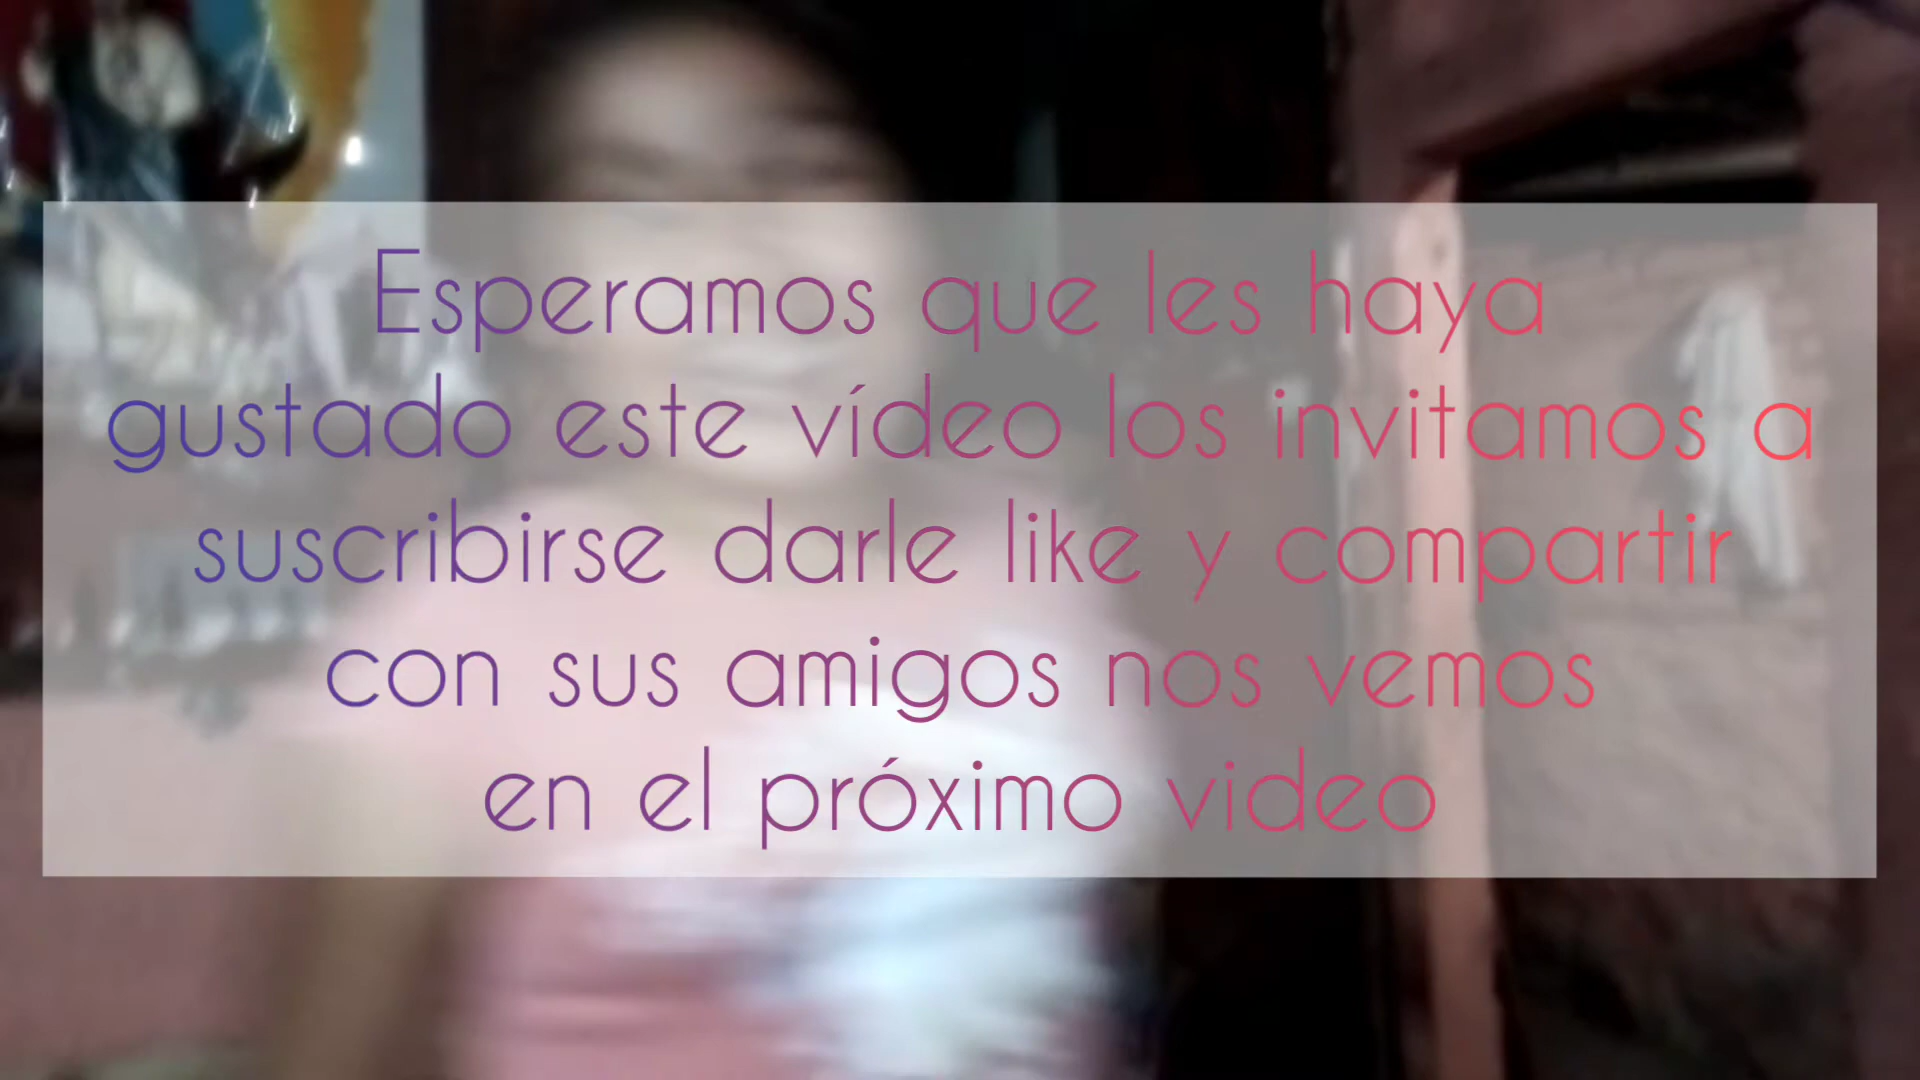 Esperamos que les haya
gustado este vídeo los invitamos a
suscribirse darle like y compartir
con sus amigos nos vemos
en el próximo video